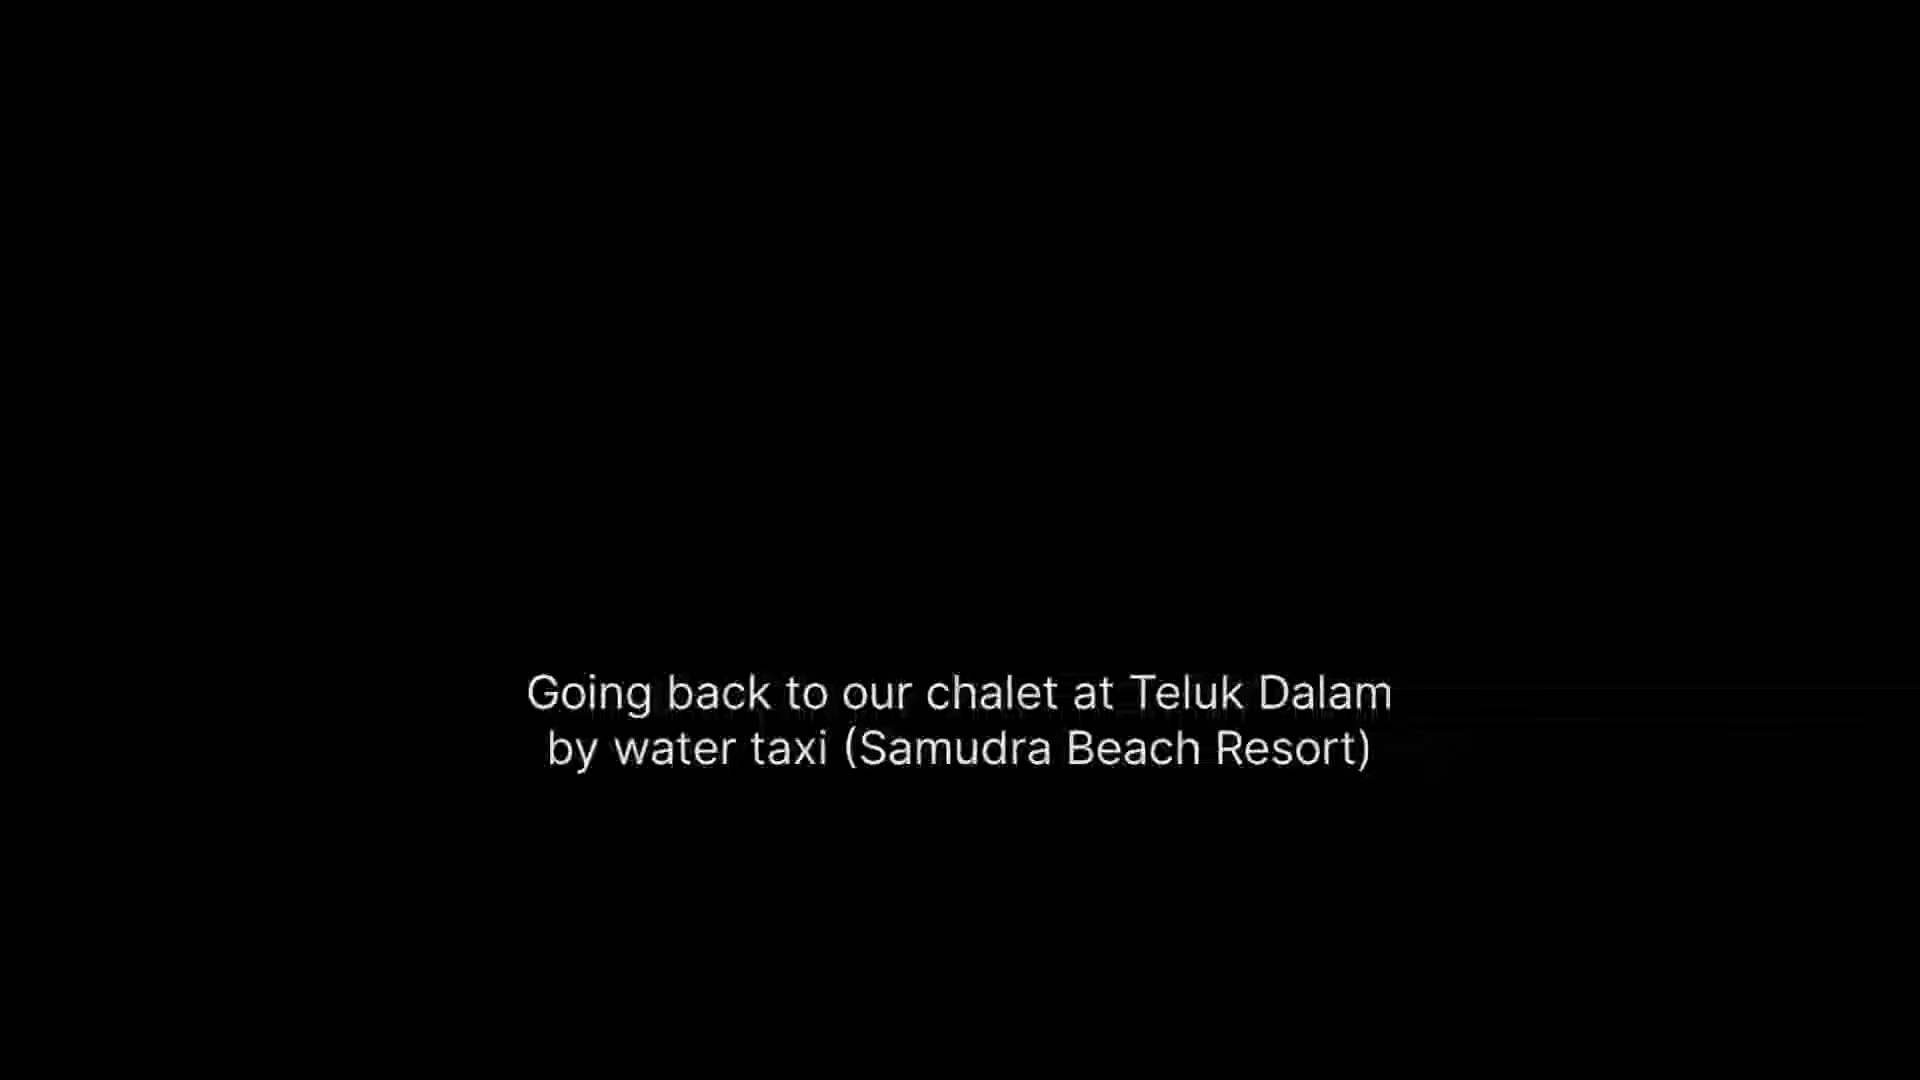 Going back to our chalet at Teluk Dalam
by water taxi (Samudra Beach Resort)